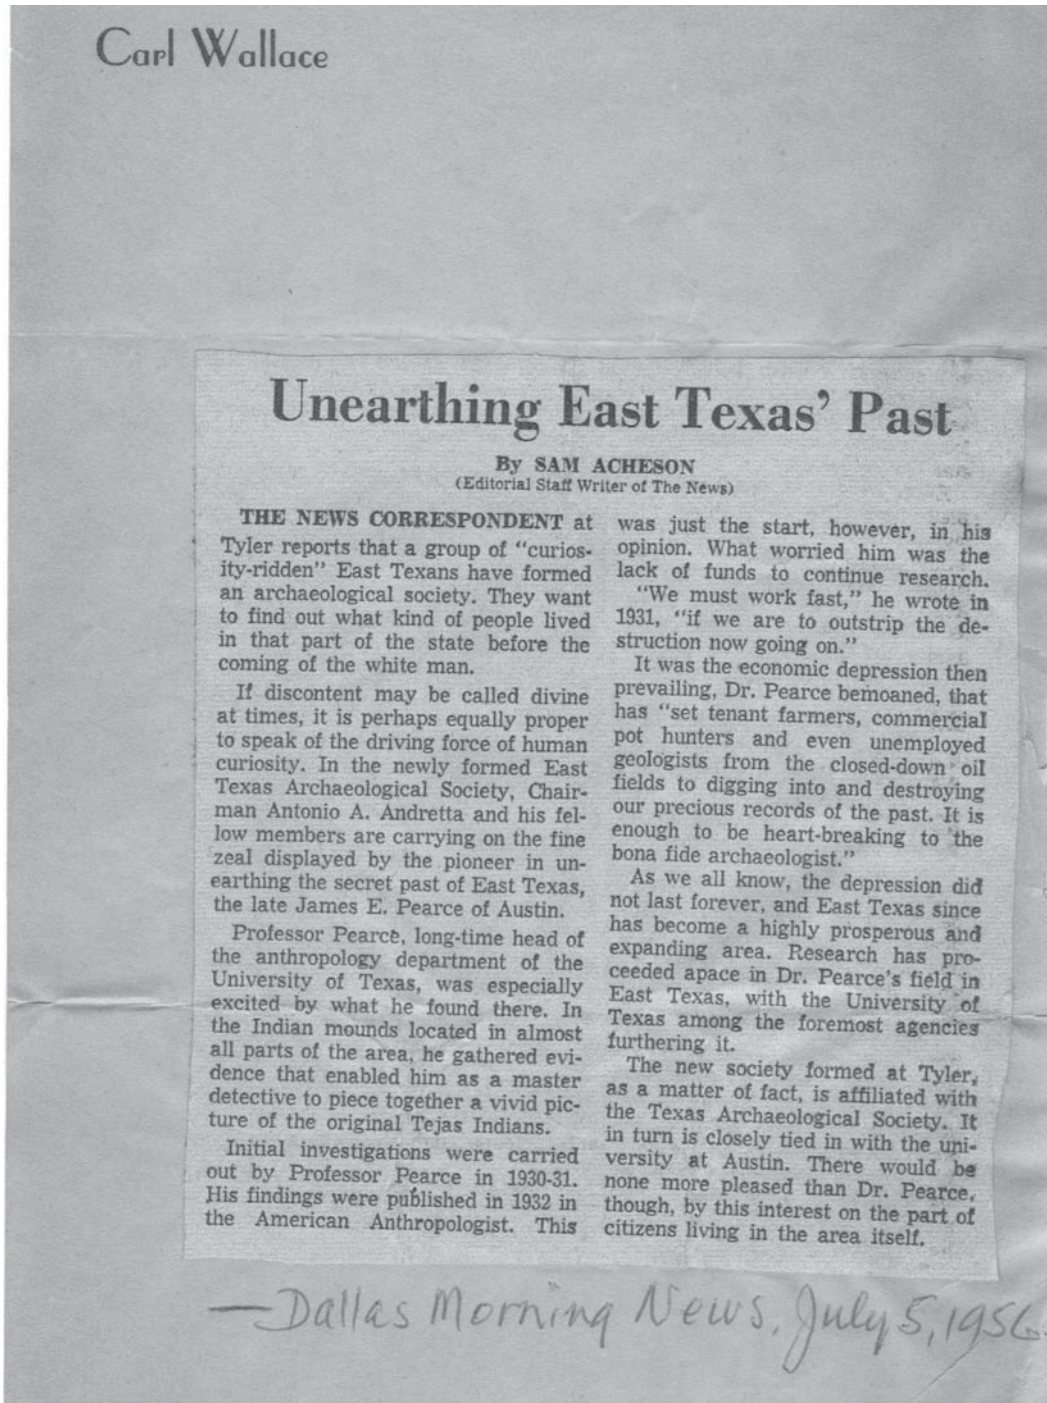 Carl Wallace
Unearthing East Texas' Past
By SAM ACHESON
(Editorial Staff Writer of The News)
THE NEWS CORRESPONDENT at
Tyler reports that a group of "curios-
ity-ridden" East Texans have formed
an archaeological society. They want
to find out what kind of people lived
in that part of the state before the
coming of the white man.
If discontent may be called divine
at times, it is perhaps equally proper
to speak of the driving force of human
curiosity. In the newly formed East
Texas Archaeological Society, Chair-
man Antonio A. Andretta and his fel-
low members are carrying on the fine
zeal displayed by the pioneer in un-
earthing the secret past of East Texas,
the late James E. Pearce of Austin.
Professor Pearce, long-time head of
the anthropology department of the
University of Texas, was especially
excited by what he found there. In
the Indian mounds located in almost
all parts of the area, he gathered evi-
dence that enabled him as a master
detective to piece together a vivid pic-
ture of the original Tejas Indians.
Initial investigations were carried
out by Professor Pearce in 1930-31.
His findings were published in 1932 in
the American Anthropologist. This
was just the start, however, in his
opinion. What worried him was the
lack of funds to continue research.
"We must work fast," he wrote in
1931, "if we are to outstrip the de-
struction now going on."
It was the economic depression then
prevailing, Dr. Pearce bemoaned, that
has "set tenant farmers, commercial
pot hunters and even unemployed
geologists from the closed-down oil
fields to digging into and destroying
our precious records of the past. It is
enough to be heart-breaking to the
bona fide archaeologist."
As we all know, the depression did
not last forever, and East Texas since
has become a highly prosperous and
expanding area. Research has pro-
ceeded apace in Dr. Pearce's field in
East Texas, with the University of
Texas among the foremost agencies
furthering it.
The new society formed at Tyler,
as a matter of fact, is affiliated with
the Texas Archaeological Society. It
in turn is closely tied in with the uni-
versity at Austin. There would be
none more pleased than Dr. Pearce,
though, by this interest on the part of
citizens living in the area itself.
—Dallas Morning News, July 5, 1956.